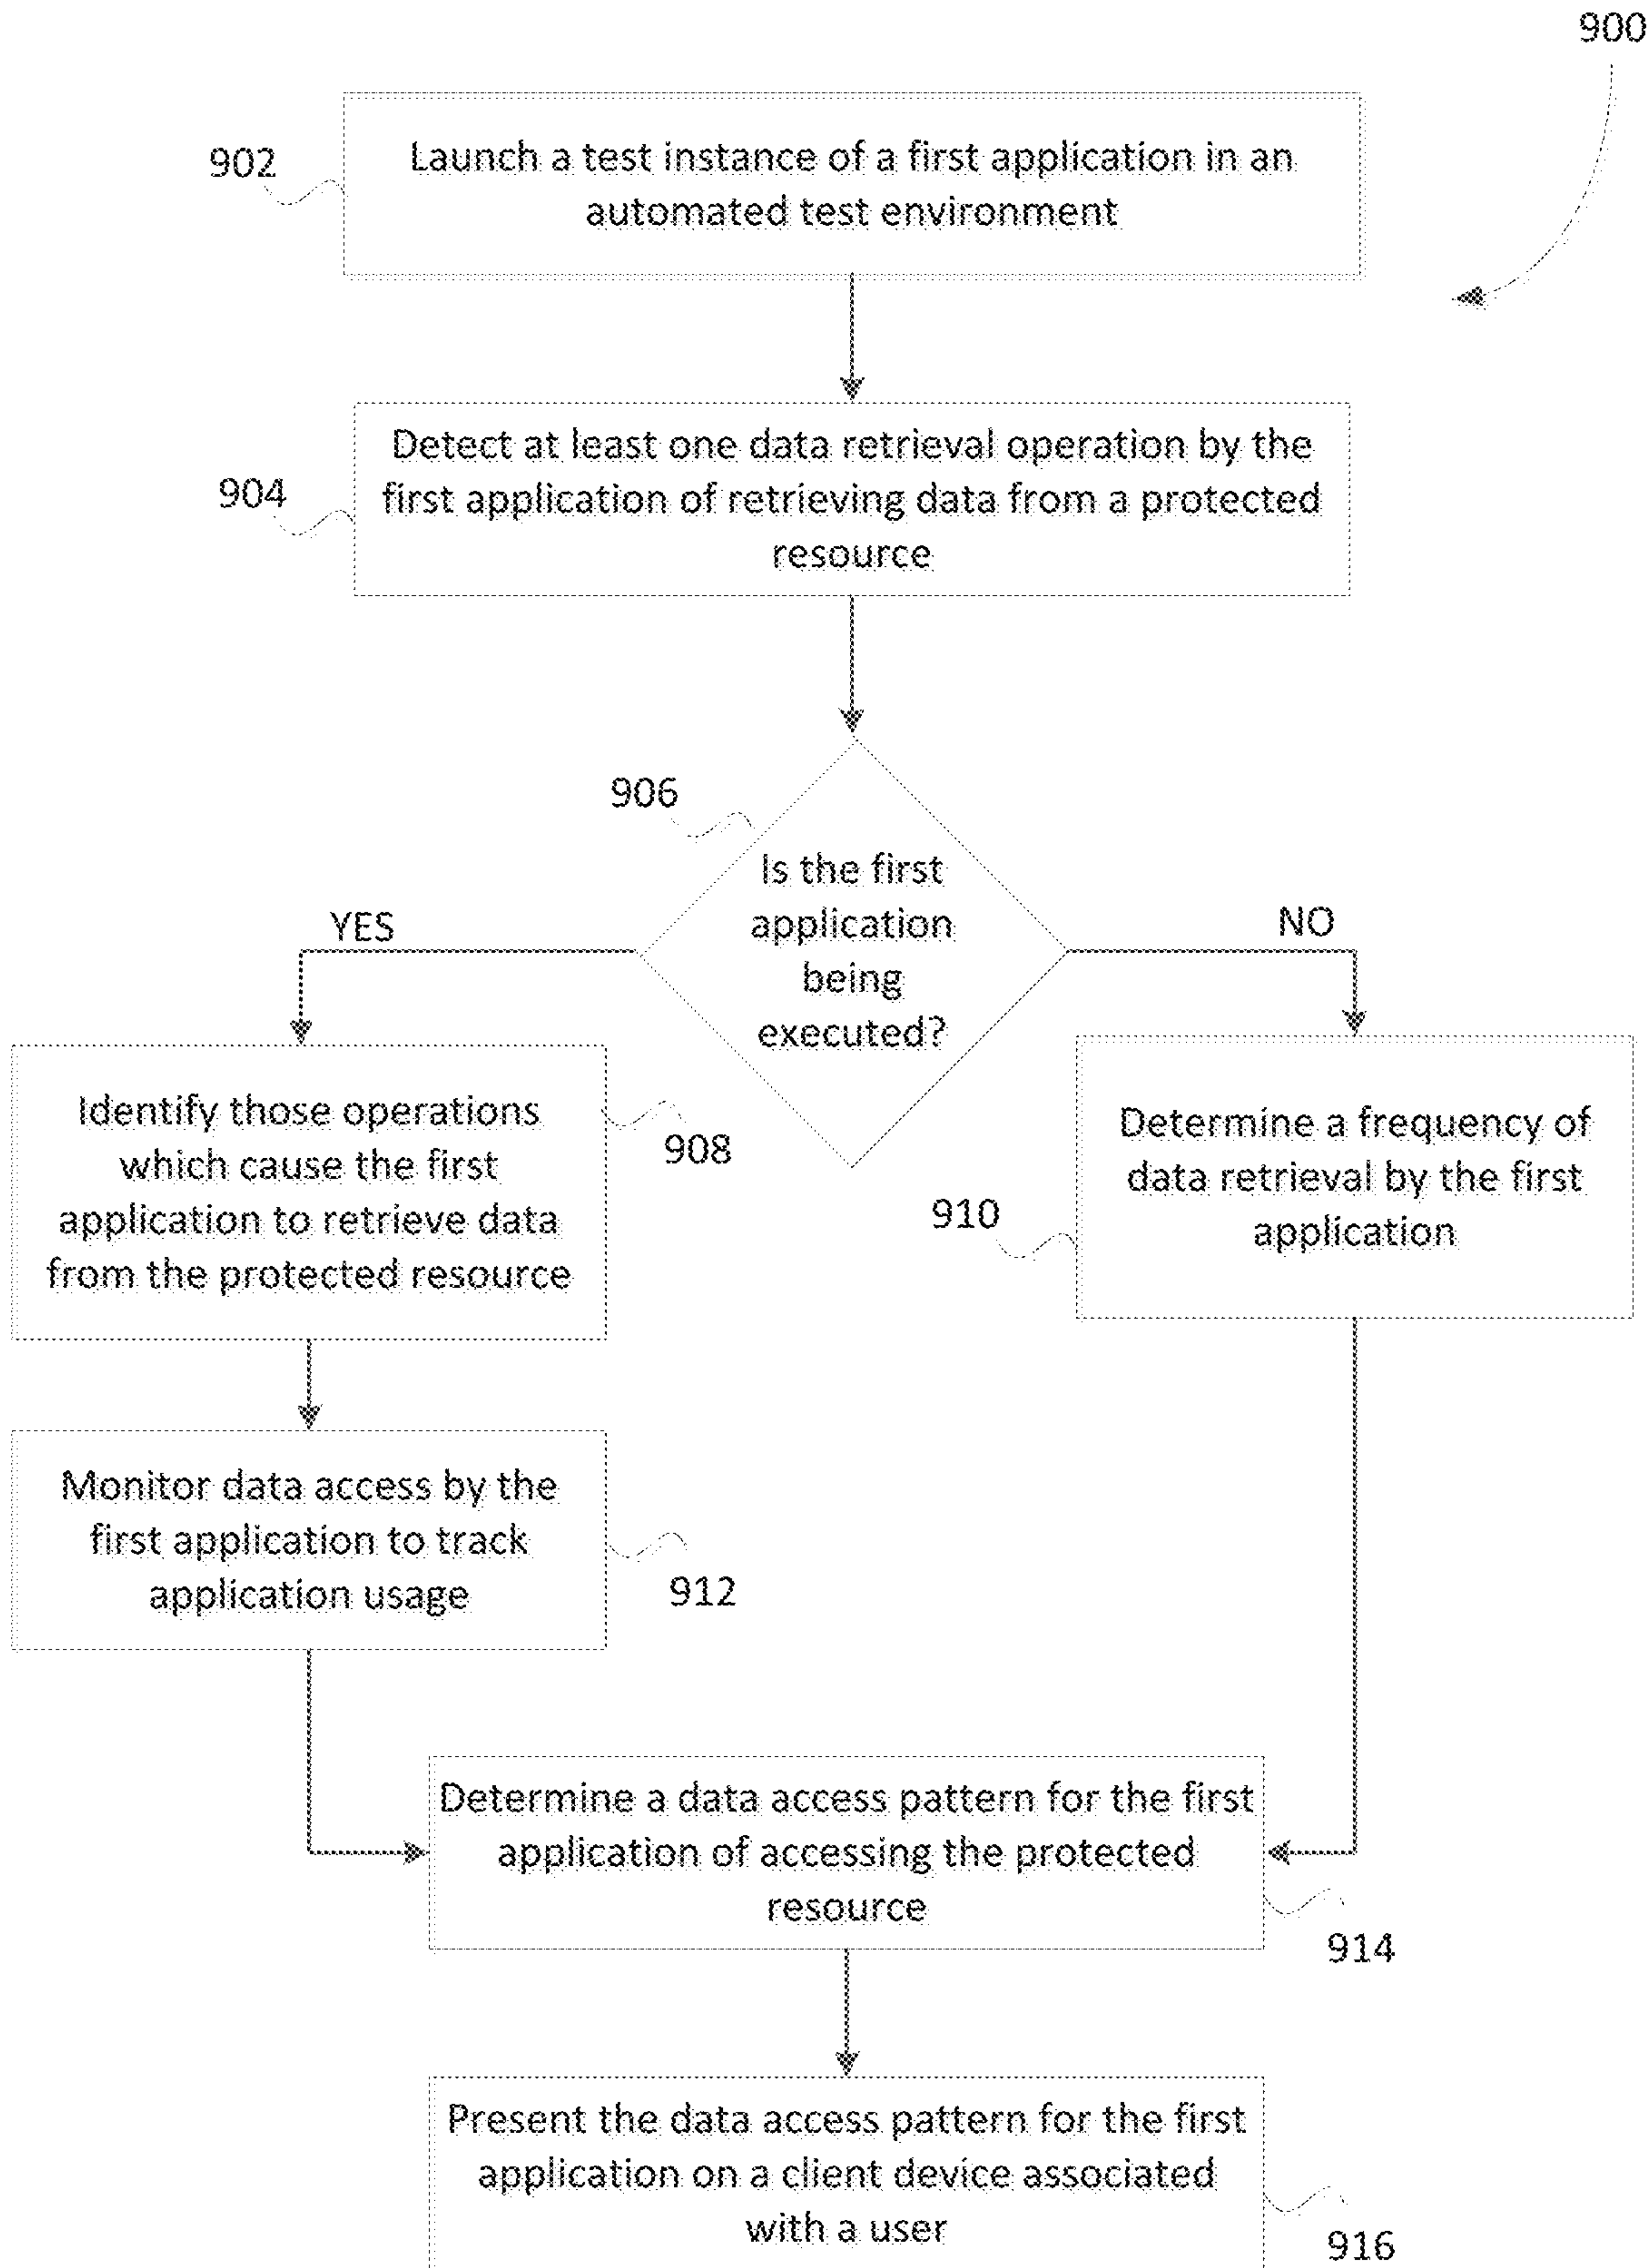 900
902
Launch a test instance of a first application in an
automated test environment
904
Detect at least one data retrieval operation by the
first application of retrieving data from a protected
resource
906
Is the first
application
being
executed?
YES
NO
Identify those operations
which cause the first
application to retrieve data
from the protected resource
908
Determine a frequency of
data retrieval by the first
application
910
Monitor data access by the
first application to track
application usage
912
Determine a data access pattern for the first
application of accessing the protected
resource
914
Present the data access pattern for the first
application on a client device associated
with a user
916